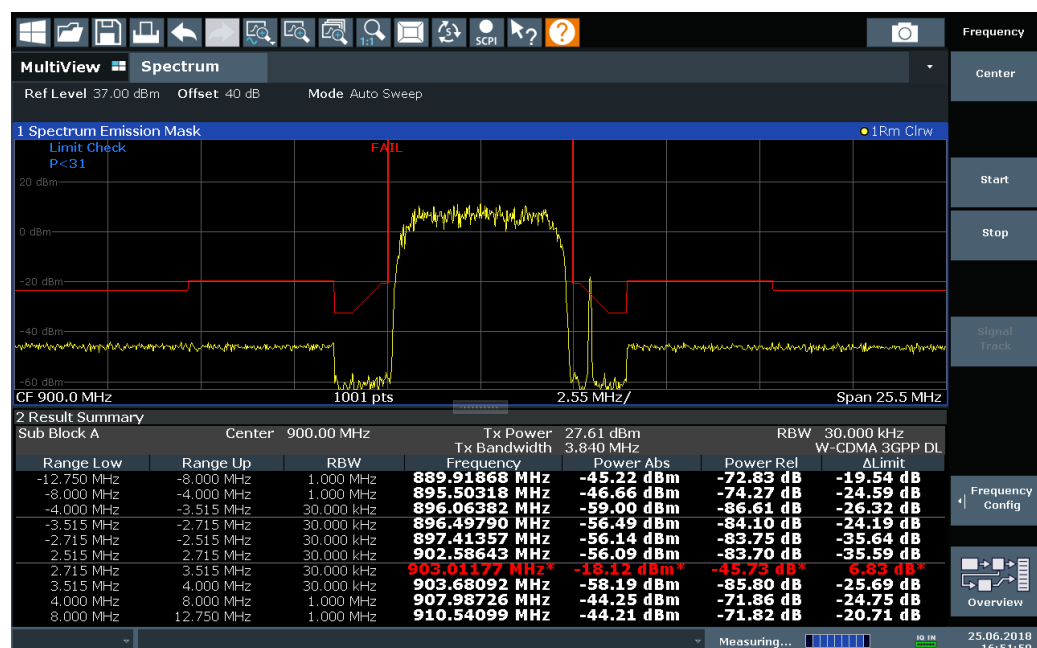 1:1
SCPI
?
?
Frequency
MultiView
Spectrum
Center
Ref Level 37.00 dBm Offset 40 dB Mode Auto Sweep
1 Spectrum Emission Mask 1Rm Clrw
Limit Check FAIL
P<31
20 dBm
Start
0 dBm
Stop
-20 dBm
-40 dBm
Signal
Track
-60 dBm
CF 900.0 MHz 1001 pts 2.55 MHz/ Span 25.5 MHz
2 Result Summary
Sub Block A Center 900.00 MHz Tx Power 27.61 dBm RBW 30.000 kHz
Tx Bandwidth 3.840 MHz W-CDMA 3GPP DL
Range Low Range Up RBW Frequency Power Abs Power Rel ΔLimit
-12.750 MHz -8.000 MHz 1.000 MHz 889.91868 MHz -45.22 dBm -72.83 dB -19.54 dB
-8.000 MHz -4.000 MHz 1.000 MHz 895.50318 MHz -46.66 dBm -74.27 dB -24.59 dB
-4.000 MHz -3.515 MHz 30.000 kHz 896.06382 MHz -59.00 dBm -86.61 dB -26.32 dB
-3.515 MHz -2.715 MHz 30.000 kHz 896.49790 MHz -56.49 dBm -84.10 dB -24.19 dB
-2.715 MHz -2.515 MHz 30.000 kHz 897.41357 MHz -56.14 dBm -83.75 dB -35.64 dB
2.515 MHz 2.715 MHz 30.000 kHz 902.58643 MHz -56.09 dBm -83.70 dB -35.59 dB
2.715 MHz 3.515 MHz 30.000 kHz 903.01177 MHz* -18.12 dBm* -45.73 dB* 6.83 dB*
3.515 MHz 4.000 MHz 30.000 kHz 903.68092 MHz -58.19 dBm -85.80 dB -25.69 dB
4.000 MHz 8.000 MHz 1.000 MHz 907.98726 MHz -44.25 dBm -71.86 dB -24.75 dB
8.000 MHz 12.750 MHz 1.000 MHz 910.54099 MHz -44.21 dBm -71.82 dB -20.71 dB
Frequency
Config
Overview
Measuring...
IQ IN
25.06.2018
16:51:59